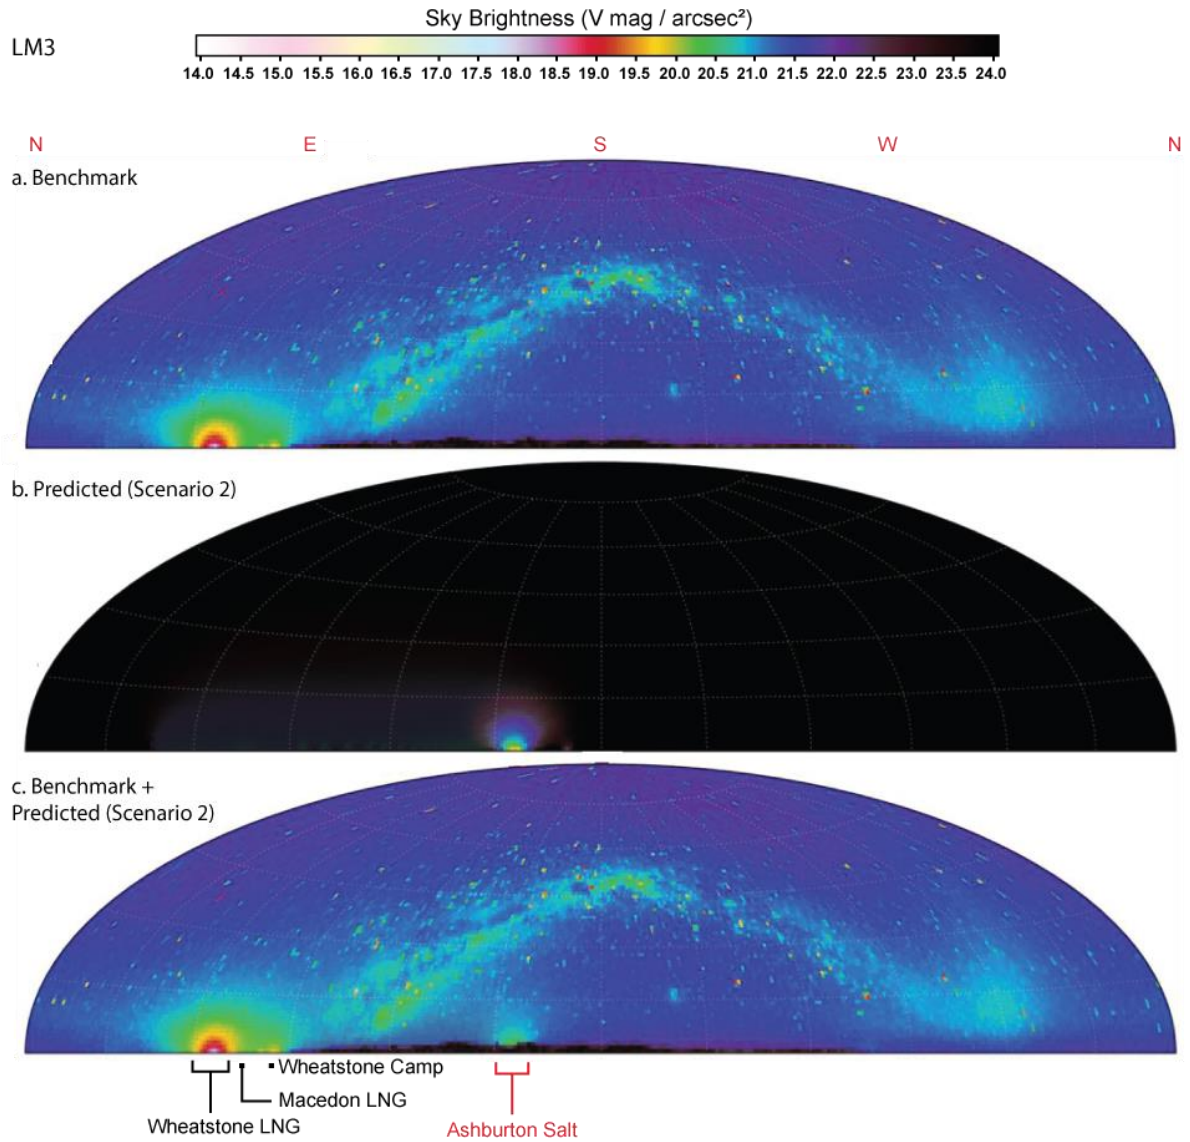 Sky Brightness (V mag / arcsec²)
LM3
14.0 14.5 15.0 15.5 16.0 16.5 17.0 17.5 18.0 18.5 19.0 19.5 20.0 20.5 21.0 21.5 22.0 22.5 23.0 23.5 24.0
N E S W N
a. Benchmark
b. Predicted (Scenario 2)
c. Benchmark +
Predicted (Scenario 2)
Wheatstone Camp
Macedon LNG
Wheatstone LNG
Ashburton Salt